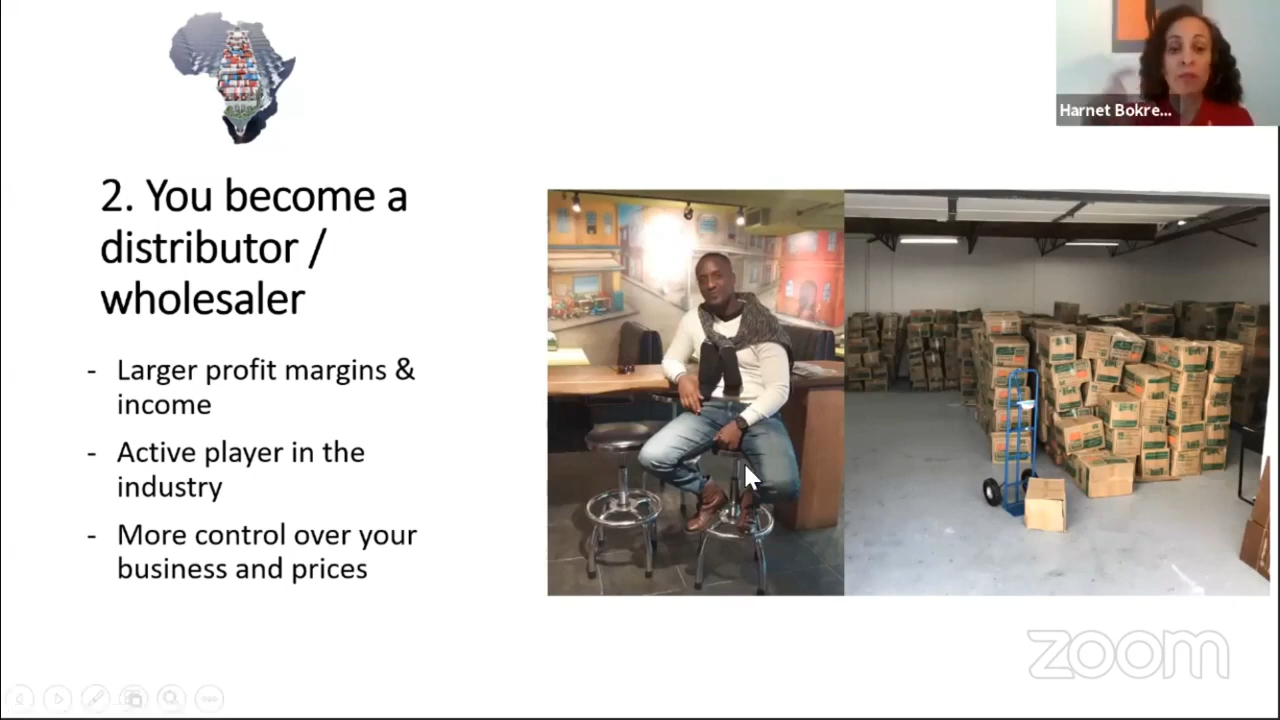 Harnet Bokre...
2. You become a
distributor /
wholesaler
- Larger profit margins &
income
- Active player in the
industry
- More control over your
business and prices
zoom